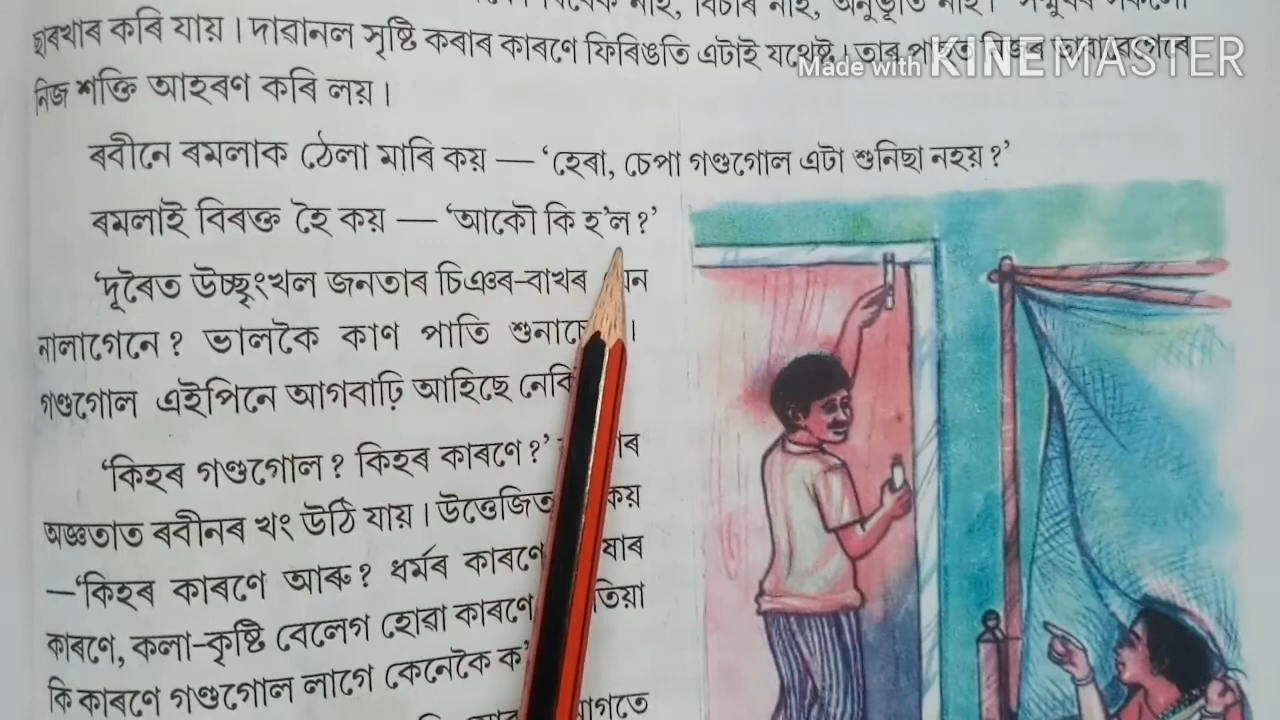 নাই, বিচাৰ নাই, অনুভূতি নাই।
ছাৰখাৰ কৰি যায়। দাৱানল সৃষ্টি কৰাৰ কাৰণে ফিৰিঙতি এটাই যথেষ্ট।
Made with KINEMASTER
নিজ শক্তি আহৰণ কৰি লয়।
ৰবীনে ৰমলাক ঠেলা মাৰি কয় — ‘হেৰা, চেপা গণ্ডগোল এটা শুনিছা নহয়?’
ৰমলাই বিৰক্ত হৈ কয় — ‘আকৌ কি হ’ল?’
‘দূৰৈত উচ্ছৃংখল জনতাৰ চিঞৰ-বাখৰ
নালাগেনে? ভালকৈ কাণ পাতি
গণ্ডগোল এইপিনে আগবাঢ়ি আহিছে
‘কিহৰ গণ্ডগোল? কিহৰ কাৰণে?’
অজ্ঞতাত ৰবীনৰ খং উঠি যায়। কয়
—‘কিহৰ কাৰণে আৰু? ধৰ্মৰ কাৰণে
কাৰণে, কলা-কৃষ্টি বেলেগ হোৱা কাৰণে
কি কাৰণে গণ্ডগোল লাগে কেনেকৈ